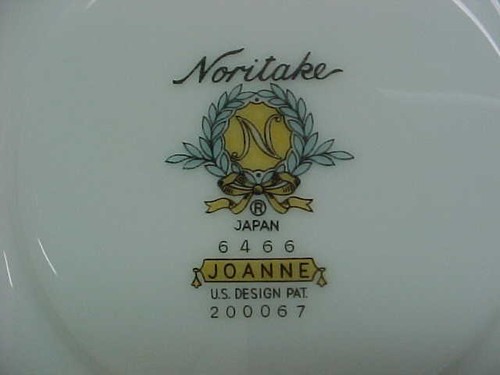 Noritake
N
®
JAPAN
6466
JOANNE
U.S. DESIGN PAT.
200067